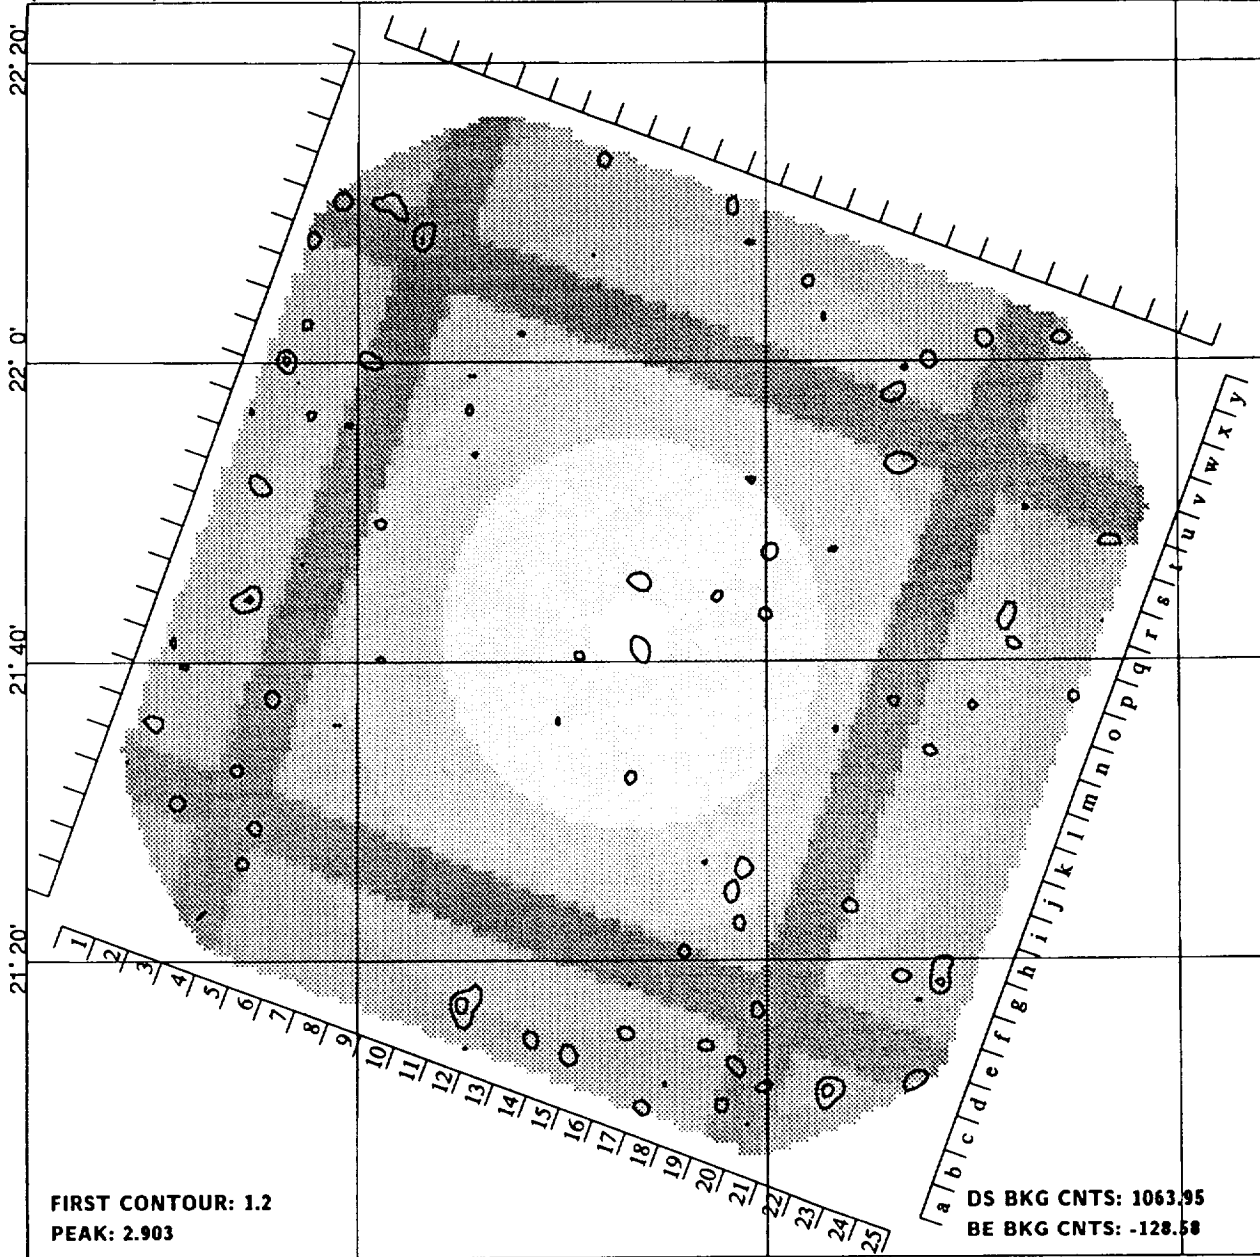 22° 20'
22° 0'
21° 40'
21° 20'
1 2 3 4 5 6 7 8 9 10 11 12 13 14 15 16 17 18 19 20 21 22 23 24 25
a b c d e f g h i j k l m n o p q r s t u v w x y
FIRST CONTOUR: 1.2
PEAK: 2.903
DS BKG CNTS: 1063.95
BE BKG CNTS: -128.58